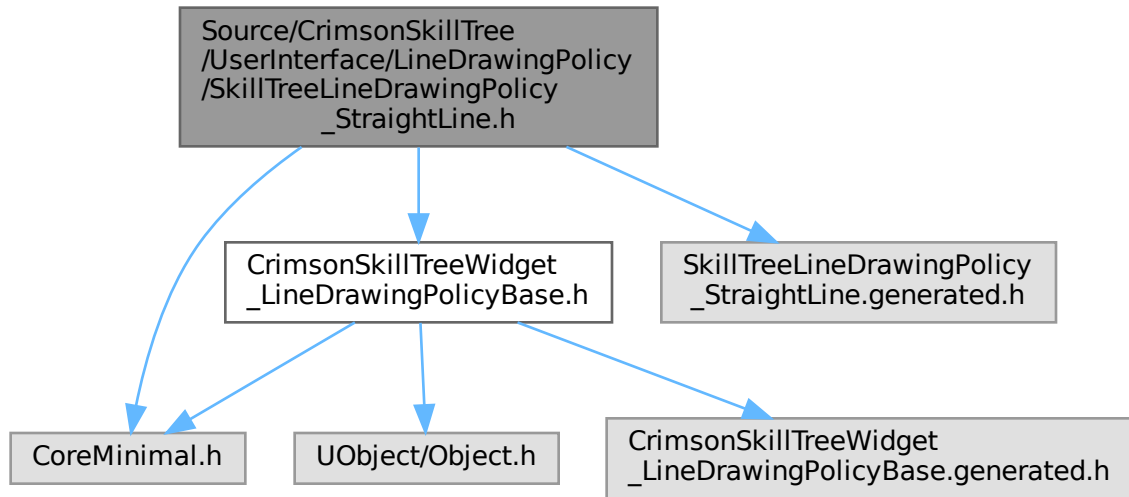 Source/CrimsonSkillTree
/UserInterface/LineDrawingPolicy
/SkillTreeLineDrawingPolicy
_StraightLine.h
CrimsonSkillTreeWidget
_LineDrawingPolicyBase.h
SkillTreeLineDrawingPolicy
_StraightLine.generated.h
CoreMinimal.h
UObject/Object.h
CrimsonSkillTreeWidget
_LineDrawingPolicyBase.generated.h